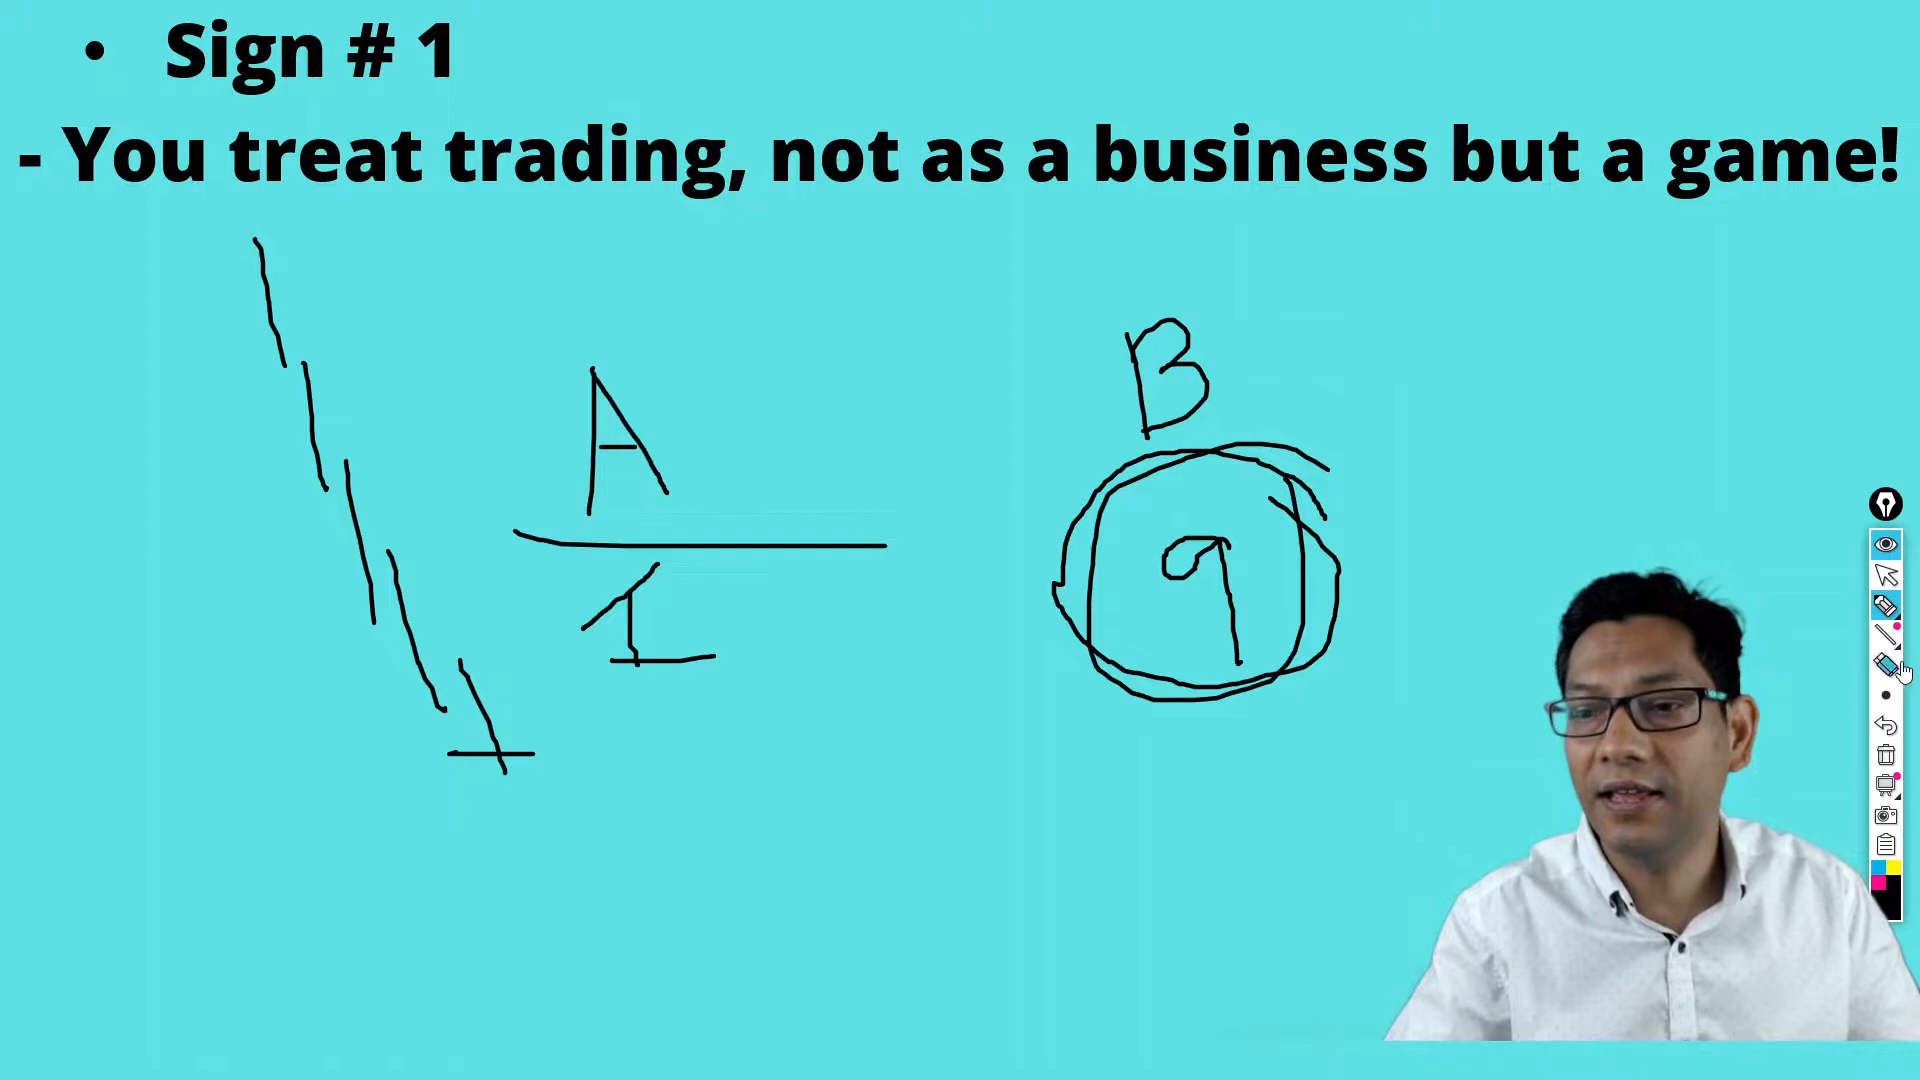 • Sign # 1
- You treat trading, not as a business but a game!
A
B
1
9